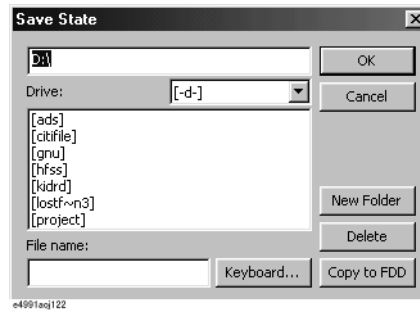 Save State
D:\
OK
Drive:
[-d-]
Cancel
[ads]
[citifile]
[gnu]
[hfss]
[kidrd]
[lostf~n3]
[project]
New Folder
Delete
File name:
Keyboard...
Copy to FDD
e4991aoj122